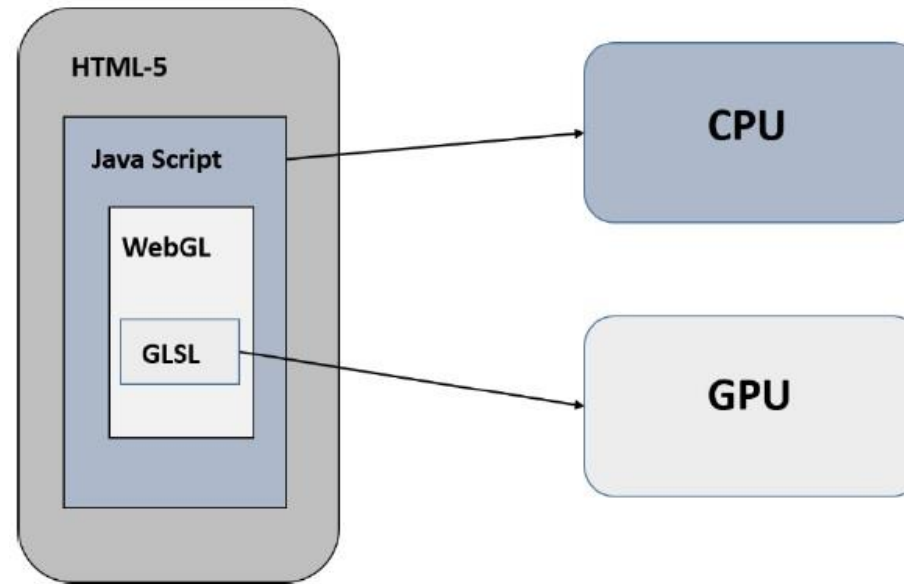 HTML-5
Java Script
WebGL
GLSL
CPU
GPU